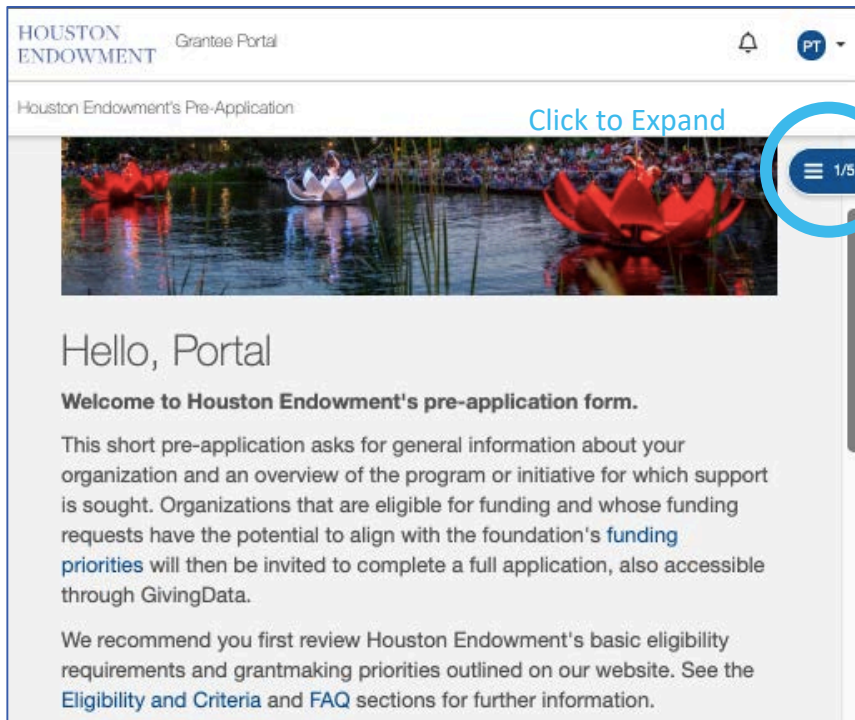 HOUSTON
ENDOWMENT
Grantee Portal
PT
Houston Endowment's Pre-Application
Click to Expand
1/5
Hello, Portal
Welcome to Houston Endowment's pre-application form.
This short pre-application asks for general information about your
organization and an overview of the program or initiative for which support
is sought. Organizations that are eligible for funding and whose funding
requests have the potential to align with the foundation's funding
priorities will then be invited to complete a full application, also accessible
through GivingData.
We recommend you first review Houston Endowment's basic eligibility
requirements and grantmaking priorities outlined on our website. See the
Eligibility and Criteria and FAQ sections for further information.